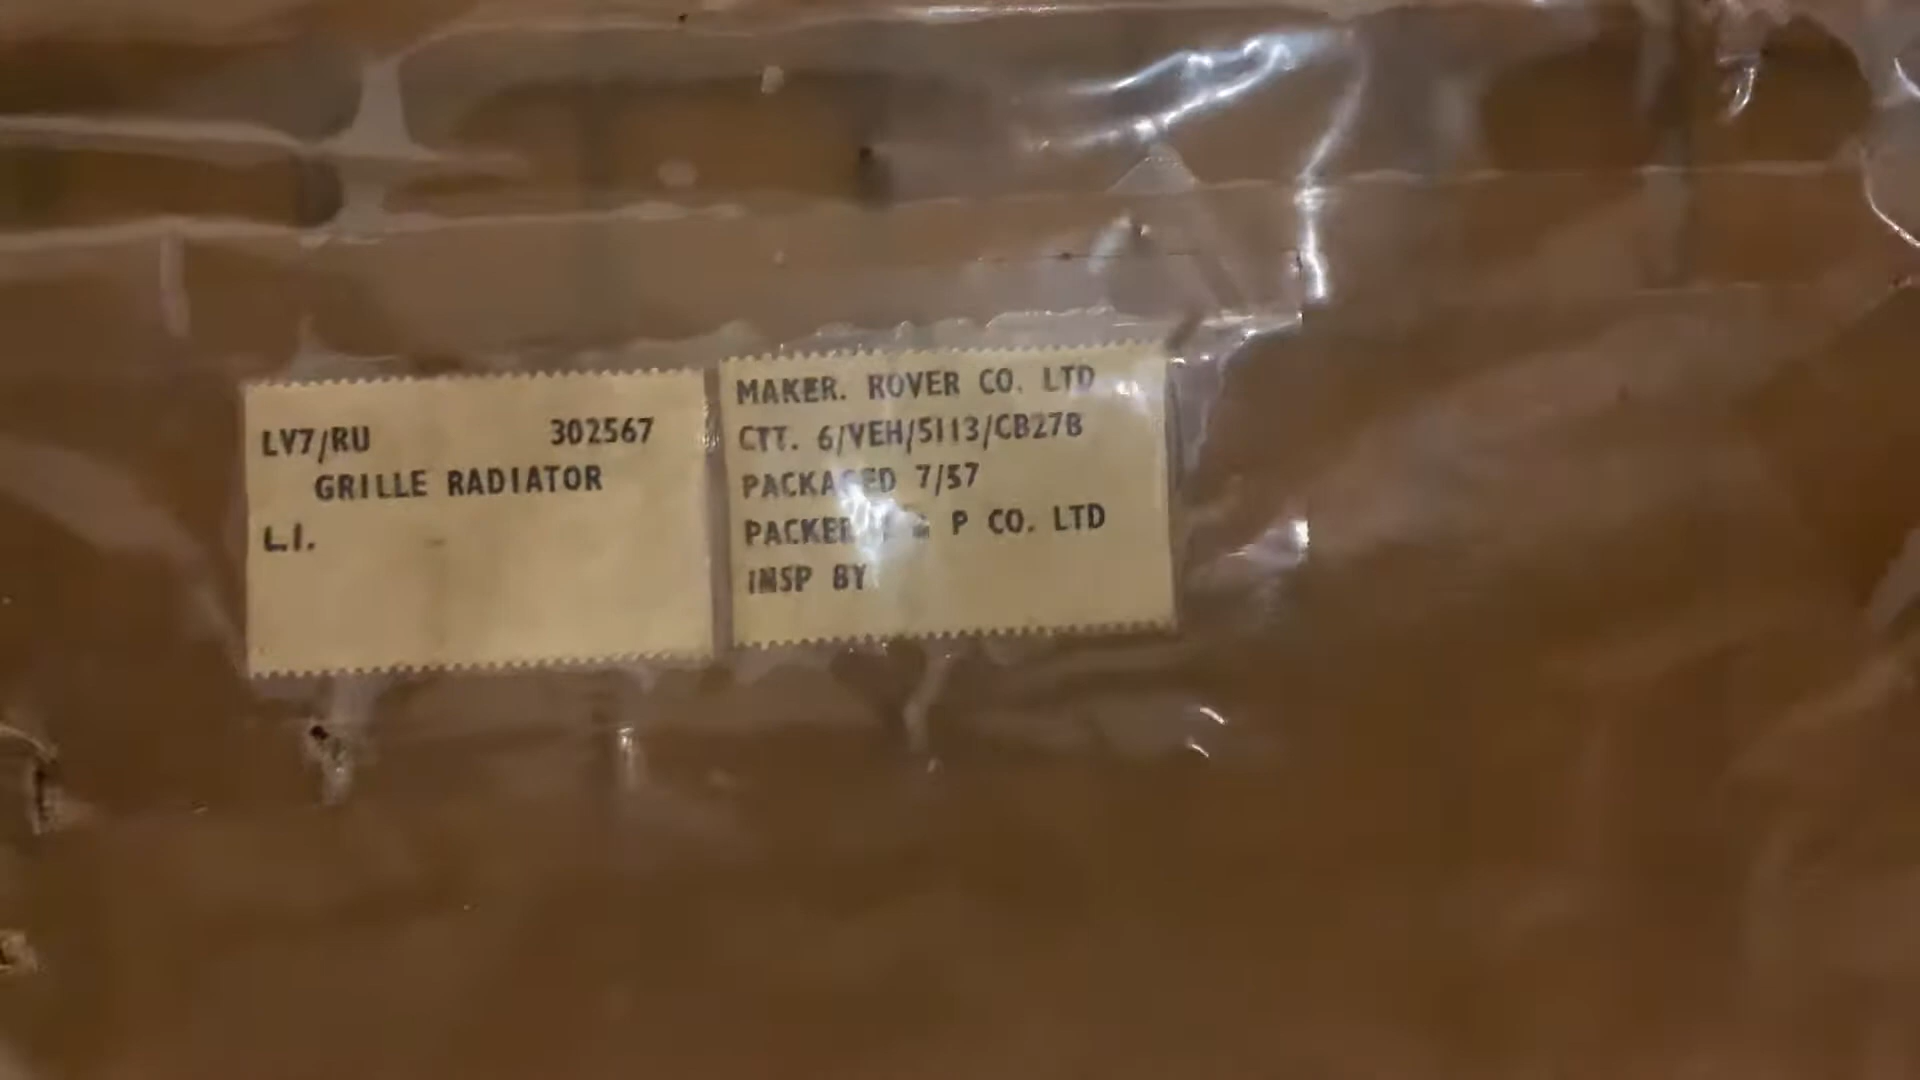 LV7/RU 302567
GRILLE RADIATOR
L.I.
MAKER. ROVER CO. LTD
CTT. 6/VEH/5113/CB27B
PACKAGED 7/57
PACKER P CO. LTD
INSP BY